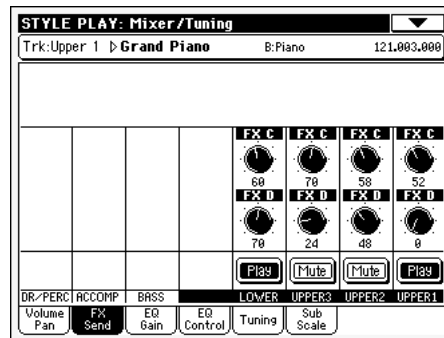 STYLE PLAY: Mixer/Tuning
Trk:Upper 1 Grand Piano B:Piano 121.003.000
FX C FX C FX C FX C
60 70 58 52
FX D FX D FX D FX D
70 24 48 0
Play Mute Mute Play
DR/PERC ACCOMP BASS LOWER UPPER3 UPPER2 UPPER1
Volume Pan FX Send EQ Gain EQ Control Tuning Sub Scale